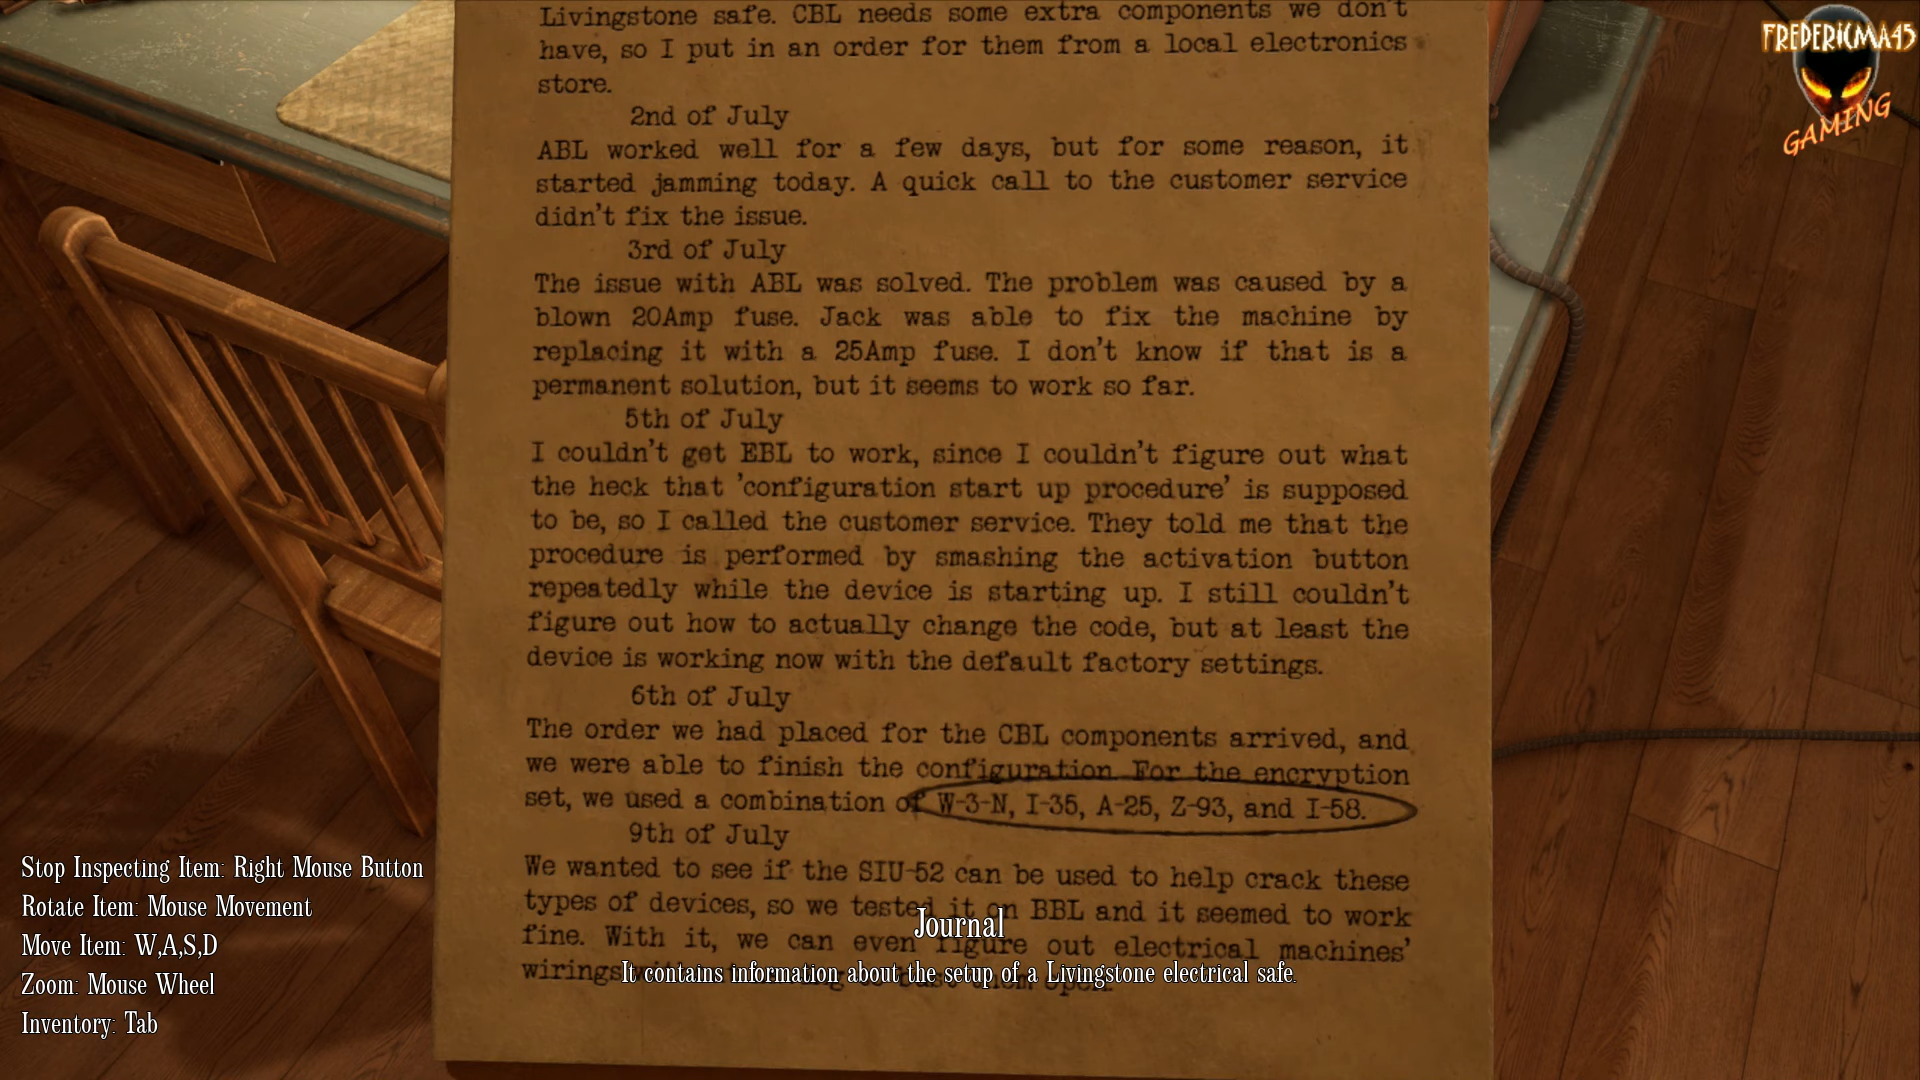 Livingstone safe. CBL needs some extra components we don't
have, so I put in an order for them from a local electronics
store.
2nd of July
ABL worked well for a few days, but for some reason, it
started jamming today. A quick call to the customer service
didn't fix the issue.
3rd of July
The issue with ABL was solved. The problem was caused by a
blown 20Amp fuse. Jack was able to fix the machine by
replacing it with a 25Amp fuse. I don't know if that is a
permanent solution, but it seems to work so far.
5th of July
I couldn't get EBL to work, since I couldn't figure out what
the heck that 'configuration start up procedure' is supposed
to be, so I called the customer service. They told me that the
procedure is performed by smashing the activation button
repeatedly while the device is starting up. I still couldn't
figure out how to actually change the code, but at least the
device is working now with the default factory settings.
6th of July
The order we had placed for the CBL components arrived, and
we were able to finish the configuration. For the encryption
set, we used a combination of W-3-N, I-35, A-25, Z-93, and I-58.
9th of July
We wanted to see if the SIU-52 can be used to help crack these
types of devices, so we tested it on BBL and it seemed to work
fine. With it, we can even figure out electrical machines'
wirings
Journal
It contains information about the setup of a Livingstone electrical safe.
Stop Inspecting Item: Right Mouse Button
Rotate Item: Mouse Movement
Move Item: W,A,S,D
Zoom: Mouse Wheel
Inventory: Tab
FREDERICMA45
GAMING